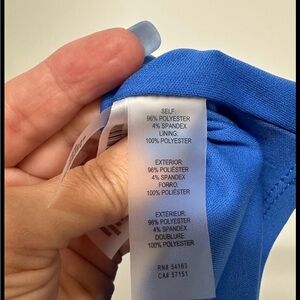 SELF:
96% POLYESTER
4% SPANDEX
LINING:
100% POLYESTER
EXTERIOR:
96% POLIÉSTER
4% SPANDEX
FORRO:
100% POLIÉSTER
EXTÉRIEUR:
96% POLYESTER
4% SPANDEX
DOUBLURE:
100% POLYESTER
RN# 54163
CA# 57151